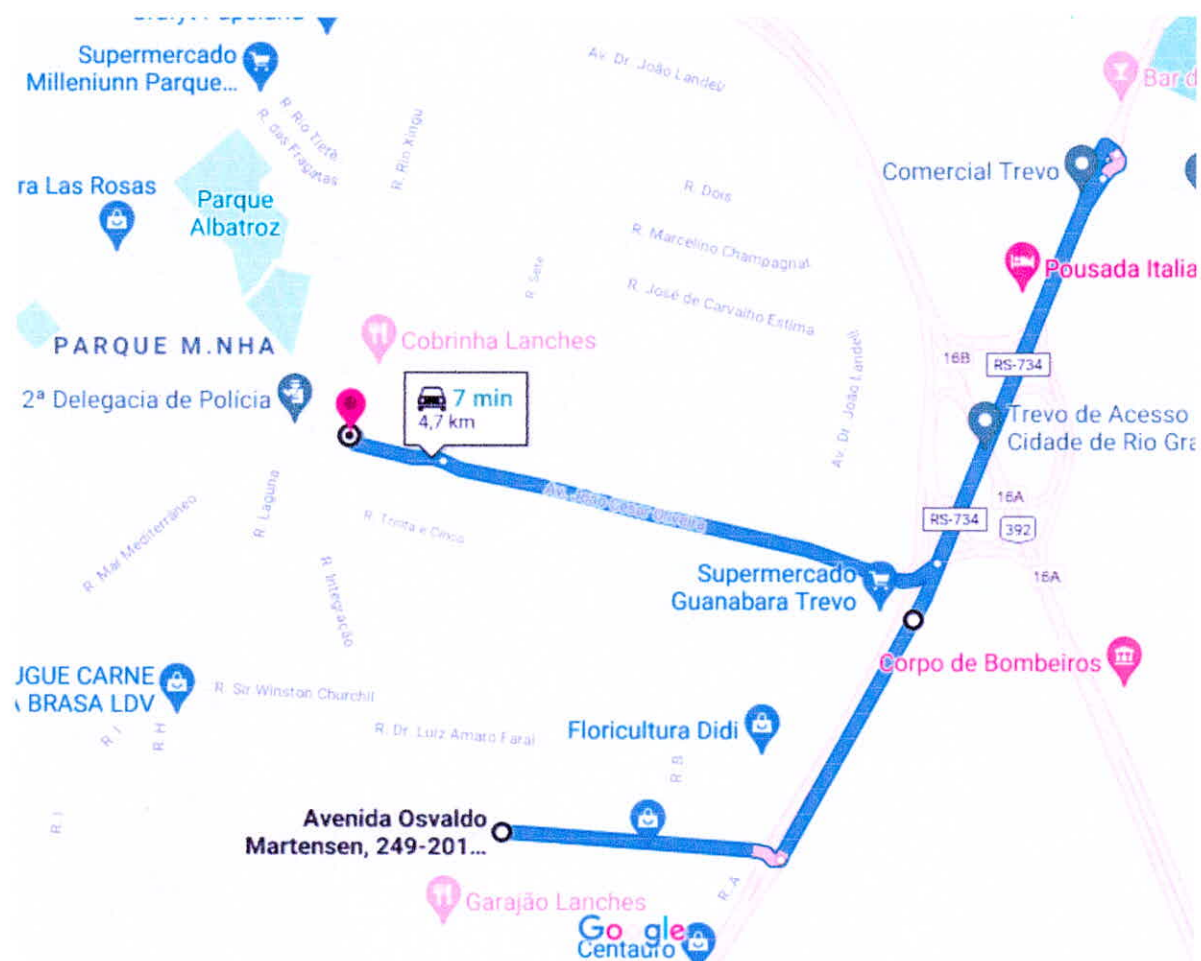 Supermercado
Milleniunn Parque...
Av. Dr. João Landell
Bar d
R. Rio Tietê
R. das Fragatas
R. Rio Xingu
Comercial Trevo
ra Las Rosas
Parque
Albatroz
R. Dois
R. Marcelino Champagnat
R. Sete
R. José de Carvalho Estima
Pousada Italia
PARQUE M.NHA
Cobrinha Lanches
16B
RS-734
2ª Delegacia de Polícia
7 min
4,7 km
Av. Dr. João Landell
Trevo de Acesso
Cidade de Rio Gra
R. Mar Mediterrâneo
R. Laguna
Av. João Cesar Oliveira
16A
R. Trinta e Cinco
RS-734
392
R. Integração
Supermercado
Guanabara Trevo
16A
UGUE CARNE
A BRASA LDV
R. Sir Winston Churchil
Corpo de Bombeiros
R. I
R. H
R. Dr. Luiz Amaro Faral
Floricultura Didi
R. B
R. I
Avenida Osvaldo
Martensen, 249-201...
R. A
Garajão Lanches
Google
Centauro